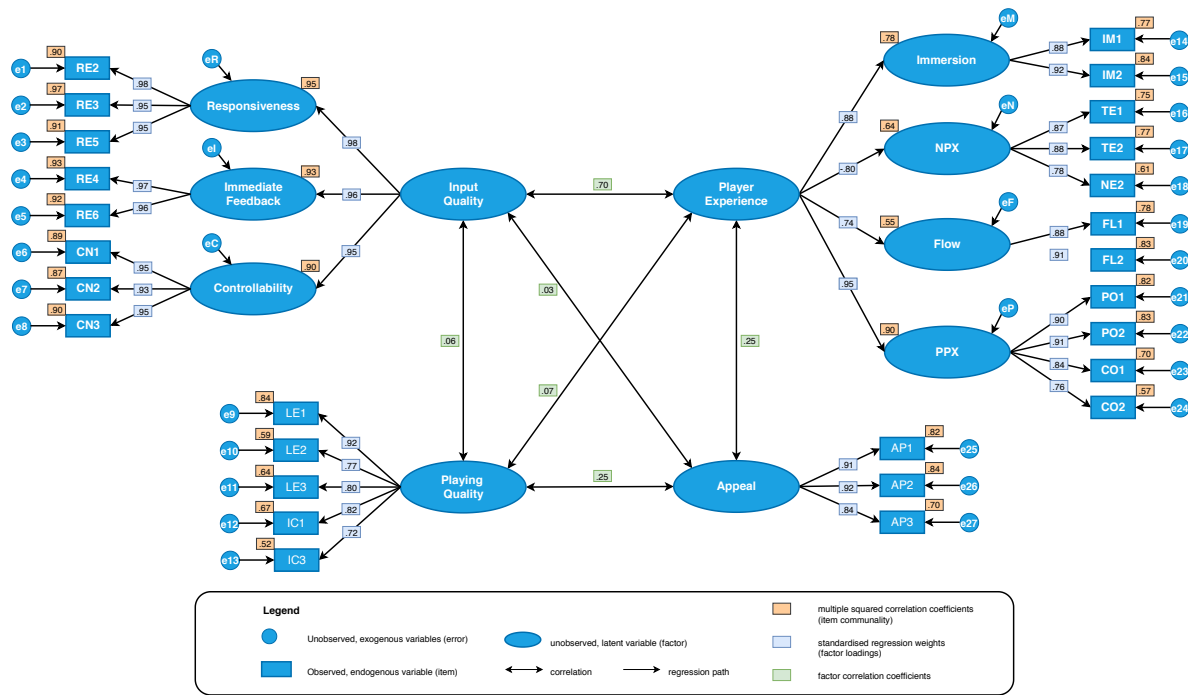 eM
.77
IM1
e14
.78
Immersion
.88
.90
RE2
e1
eR
.84
IM2
e15
.92
.98
.95
.97
RE3
e2
.95
Responsiveness
.75
TE1
e16
eN
.87
.91
RE5
e3
.95
.64
NPX
.88
.77
TE2
e17
.88
.98
eI
.93
RE4
e4
.97
.93
Immediate
Feedback
.96
Input
Quality
.70
Player
Experience
-.80
.78
.61
NE2
e18
.92
RE6
e5
.96
eF
.74
.55
Flow
.88
.78
FL1
e19
.89
CN1
e6
eC
.95
.95
.91
.83
FL2
e20
.87
CN2
e7
.93
.90
Controllability
.03
.95
.82
PO1
e21
.90
CN3
e8
.95
eP
.90
.83
PO2
e22
.91
.06
.25
.90
PPX
.84
.70
CO1
e23
.76
.57
CO2
e24
.07
.84
LE1
e9
.92
.59
LE2
e10
.77
.82
AP1
e25
.91
.64
LE3
e11
.80
Playing
Quality
.25
Appeal
.92
.84
AP2
e26
.67
IC1
e12
.82
.84
.70
AP3
e27
.72
.52
IC3
e13
Legend
Unobserved, exogenous variables (error)
unobserved, latent variable (factor)
Observed, endogenous variable (item)
correlation
regression path
multiple squared correlation coefficients
(item communality)
standardised regression weights
(factor loadings)
factor correlation coefficients